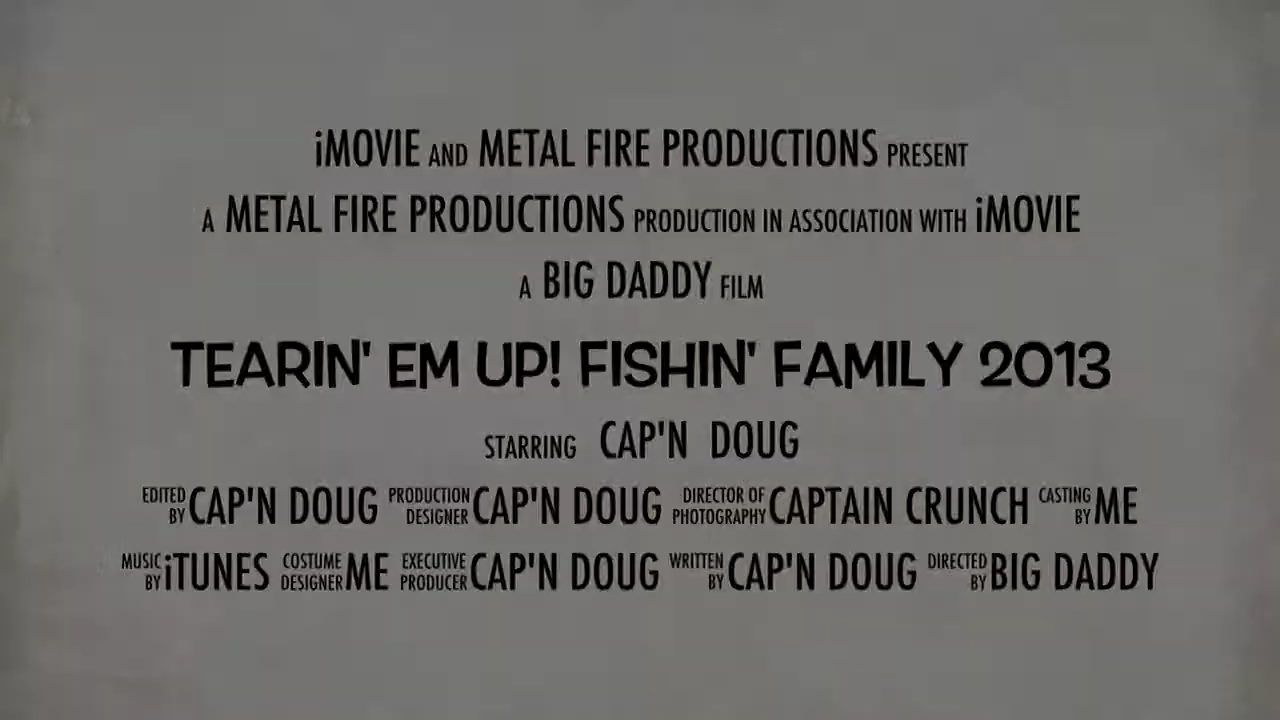 iMOVIE AND METAL FIRE PRODUCTIONS PRESENT
A METAL FIRE PRODUCTIONS PRODUCTION IN ASSOCIATION WITH iMOVIE
A BIG DADDY FILM
TEARIN' EM UP! FISHIN' FAMILY 2013
STARRING CAP'N DOUG
EDITED BY CAP'N DOUG PRODUCTION DESIGNER CAP'N DOUG DIRECTOR OF PHOTOGRAPHY CAPTAIN CRUNCH CASTING BY ME
MUSIC BY iTUNES COSTUME DESIGNER ME EXECUTIVE PRODUCER CAP'N DOUG WRITTEN BY CAP'N DOUG DIRECTED BY BIG DADDY